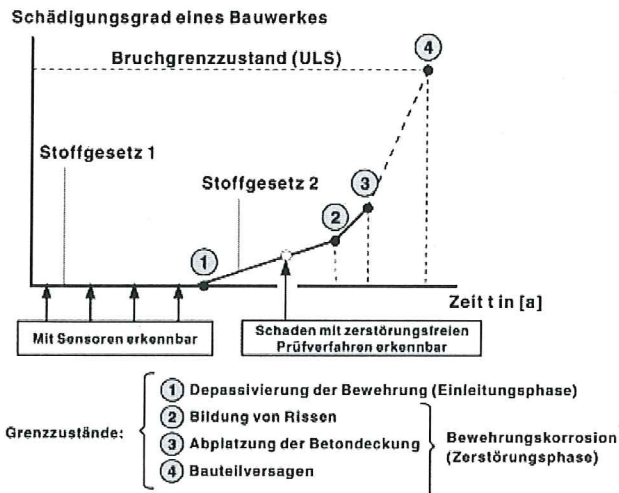 Schädigungsgrad eines Bauwerkes
4
Bruchgrenzzustand (ULS)
Stoffgesetz 1
Stoffgesetz 2
3
2
1
Zeit t in [a]
Mit Sensoren erkennbar
Schaden mit zerstörungsfreien
Prüfverfahren erkennbar
Grenzzustände:
1 Depassivierung der Bewehrung (Einleitungsphase)
2 Bildung von Rissen
3 Abplatzung der Betondeckung
4 Bauteilversagen
Bewehrungskorrosion
(Zerstörungsphase)